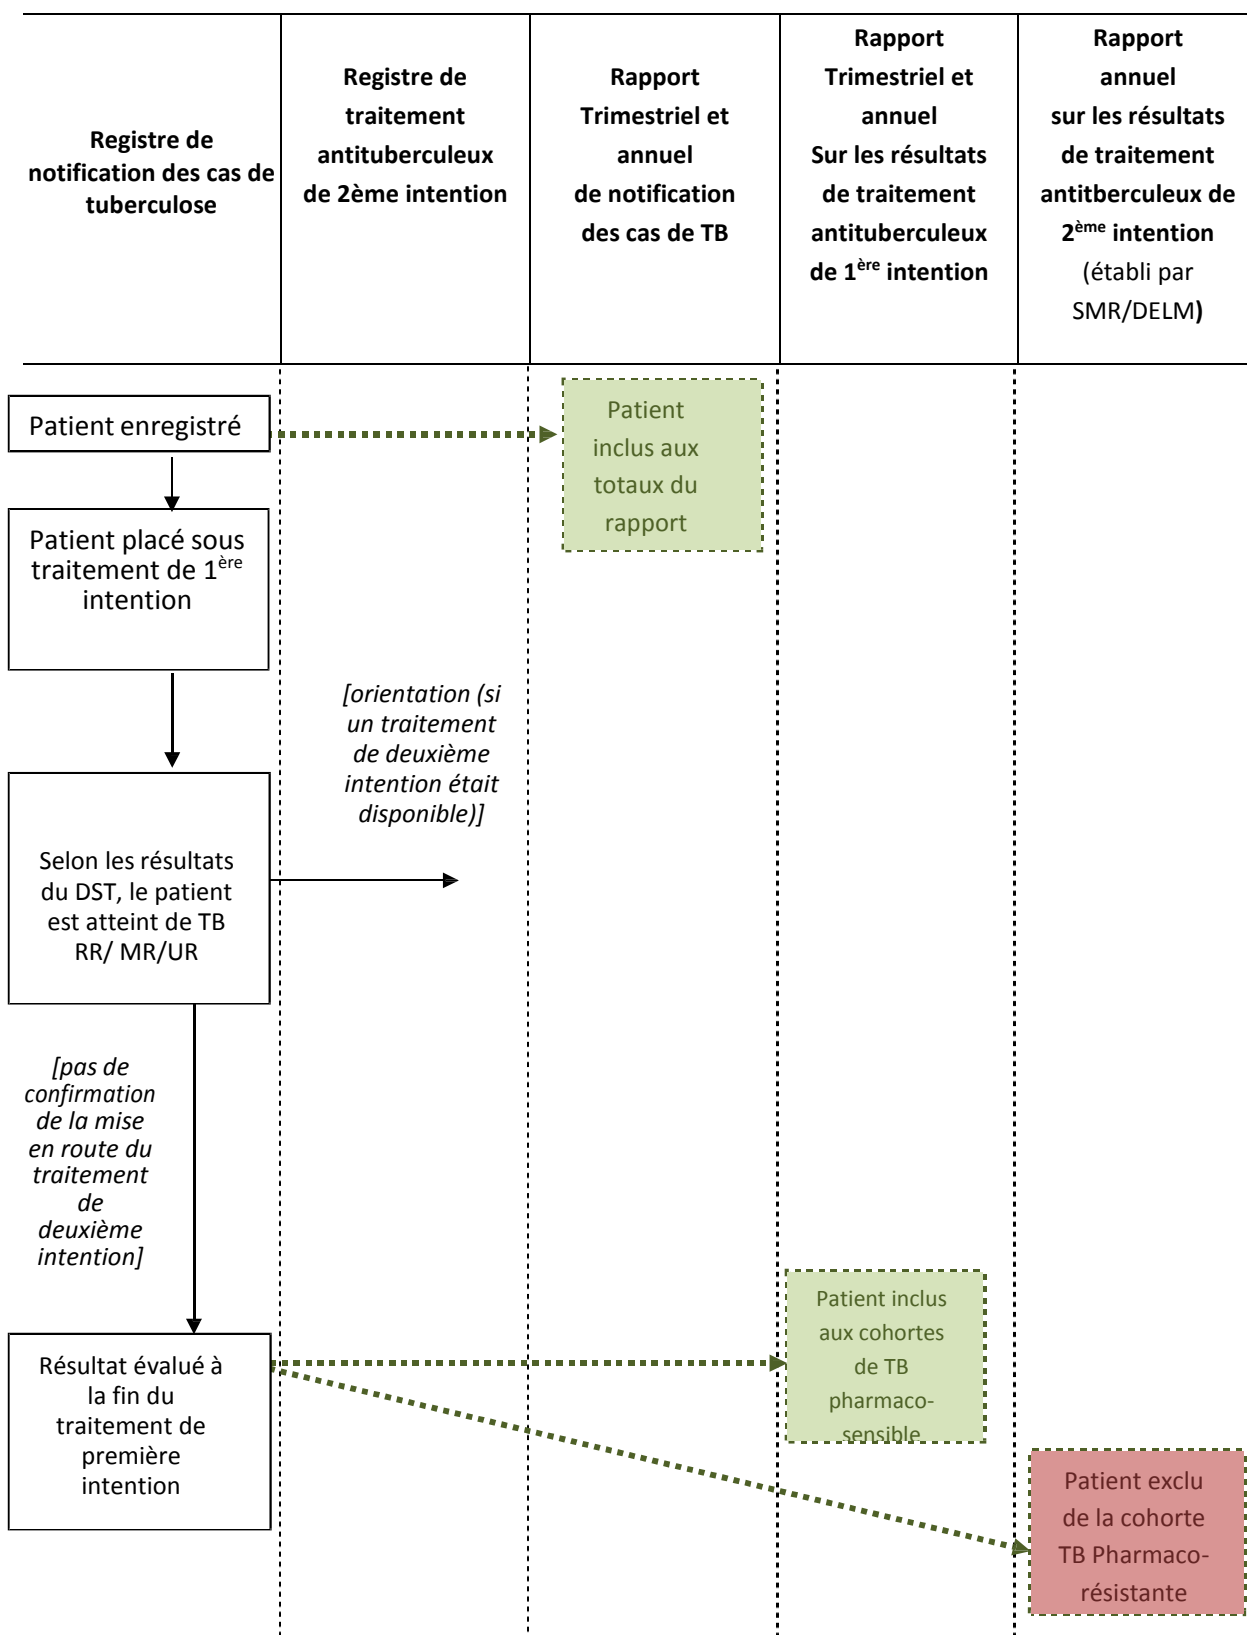 Registre de
notification des cas de
tuberculose
Registre de
traitement
antituberculeux
de 2ème intention
Rapport
Trimestriel et
annuel
de notification
des cas de TB
Rapport
Trimestriel et
annuel
Sur les résultats
de traitement
antituberculeux
de 1ère intention
Rapport
annuel
sur les résultats
de traitement
antitberculeux de
2ème intention
(établi par
SMR/DELM)
Patient enregistré
Patient
inclus aux
totaux du
rapport
Patient placé sous
traitement de 1ère
intention
[orientation (si
un traitement
de deuxième
intention était
disponible)]
Selon les résultats
du DST, le patient
est atteint de TB
RR/ MR/UR
[pas de
confirmation
de la mise
en route du
traitement
de
deuxième
intention]
Patient inclus
aux cohortes
de TB
pharmaco-
sensible
Résultat évalué à
la fin du
traitement de
première
intention
Patient exclu
de la cohorte
TB Pharmaco-
résistante